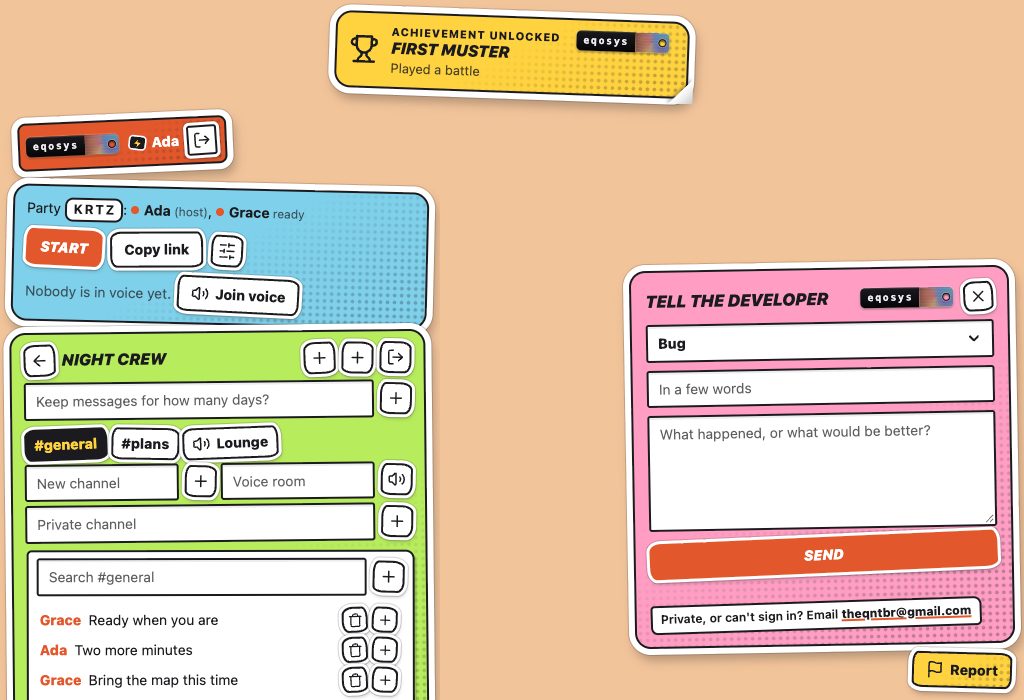 ACHIEVEMENT UNLOCKED
eqosys
FIRST MUSTER
Played a battle
eqosys
Ada
Party KRTZ: Ada (host), Grace ready
START
Copy link
Nobody is in voice yet.
Join voice
NIGHT CREW
Keep messages for how many days?
#general
#plans
Lounge
New channel
Voice room
Private channel
Search #general
Grace Ready when you are
Ada Two more minutes
Grace Bring the map this time
TELL THE DEVELOPER
eqosys
Bug
In a few words
What happened, or what would be better?
SEND
Private, or can't sign in? Email theqntbr@gmail.com
Report